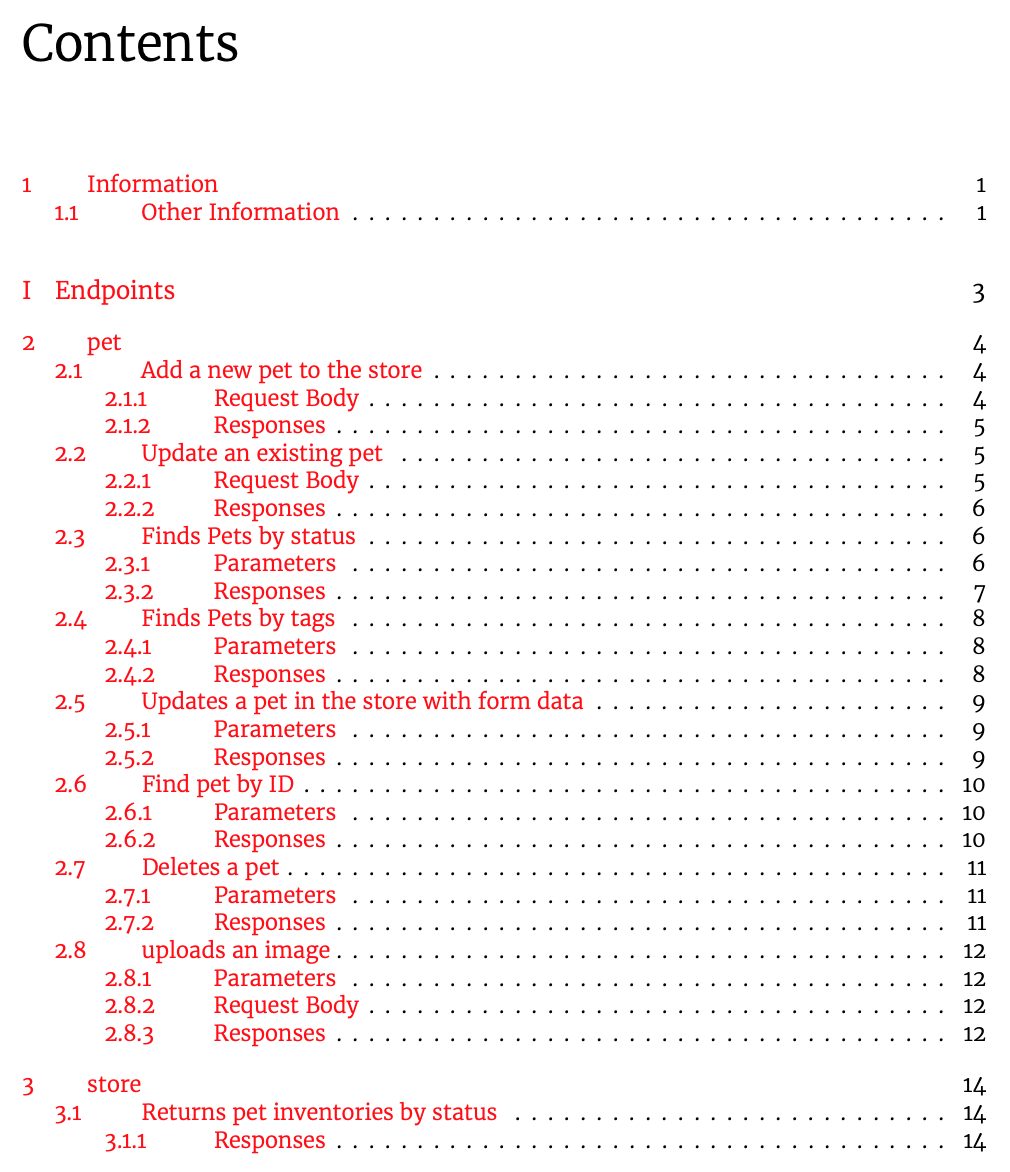 Contents
1 Information 1
1.1 Other Information . . . . . . . . . . . . . . . . . . . . . . . . . . . . . . . . . . . . . 1
I Endpoints 3
2 pet 4
2.1 Add a new pet to the store . . . . . . . . . . . . . . . . . . . . . . . . . . . . . . . . 4
2.1.1 Request Body . . . . . . . . . . . . . . . . . . . . . . . . . . . . . . . . . . . . 4
2.1.2 Responses . . . . . . . . . . . . . . . . . . . . . . . . . . . . . . . . . . . . . . 5
2.2 Update an existing pet . . . . . . . . . . . . . . . . . . . . . . . . . . . . . . . . . . 5
2.2.1 Request Body . . . . . . . . . . . . . . . . . . . . . . . . . . . . . . . . . . . . 5
2.2.2 Responses . . . . . . . . . . . . . . . . . . . . . . . . . . . . . . . . . . . . . . 6
2.3 Finds Pets by status . . . . . . . . . . . . . . . . . . . . . . . . . . . . . . . . . . . . 6
2.3.1 Parameters . . . . . . . . . . . . . . . . . . . . . . . . . . . . . . . . . . . . . 6
2.3.2 Responses . . . . . . . . . . . . . . . . . . . . . . . . . . . . . . . . . . . . . . 7
2.4 Finds Pets by tags . . . . . . . . . . . . . . . . . . . . . . . . . . . . . . . . . . . . . 8
2.4.1 Parameters . . . . . . . . . . . . . . . . . . . . . . . . . . . . . . . . . . . . . 8
2.4.2 Responses . . . . . . . . . . . . . . . . . . . . . . . . . . . . . . . . . . . . . . 8
2.5 Updates a pet in the store with form data . . . . . . . . . . . . . . . . . . . . . . 9
2.5.1 Parameters . . . . . . . . . . . . . . . . . . . . . . . . . . . . . . . . . . . . . 9
2.5.2 Responses . . . . . . . . . . . . . . . . . . . . . . . . . . . . . . . . . . . . . . 9
2.6 Find pet by ID . . . . . . . . . . . . . . . . . . . . . . . . . . . . . . . . . . . . . . . . 10
2.6.1 Parameters . . . . . . . . . . . . . . . . . . . . . . . . . . . . . . . . . . . . . 10
2.6.2 Responses . . . . . . . . . . . . . . . . . . . . . . . . . . . . . . . . . . . . . . 10
2.7 Deletes a pet . . . . . . . . . . . . . . . . . . . . . . . . . . . . . . . . . . . . . . . . . 11
2.7.1 Parameters . . . . . . . . . . . . . . . . . . . . . . . . . . . . . . . . . . . . . 11
2.7.2 Responses . . . . . . . . . . . . . . . . . . . . . . . . . . . . . . . . . . . . . . 11
2.8 uploads an image . . . . . . . . . . . . . . . . . . . . . . . . . . . . . . . . . . . . . . 12
2.8.1 Parameters . . . . . . . . . . . . . . . . . . . . . . . . . . . . . . . . . . . . . 12
2.8.2 Request Body . . . . . . . . . . . . . . . . . . . . . . . . . . . . . . . . . . . . 12
2.8.3 Responses . . . . . . . . . . . . . . . . . . . . . . . . . . . . . . . . . . . . . . 12
3 store 14
3.1 Returns pet inventories by status . . . . . . . . . . . . . . . . . . . . . . . . . . . 14
3.1.1 Responses . . . . . . . . . . . . . . . . . . . . . . . . . . . . . . . . . . . . . . 14